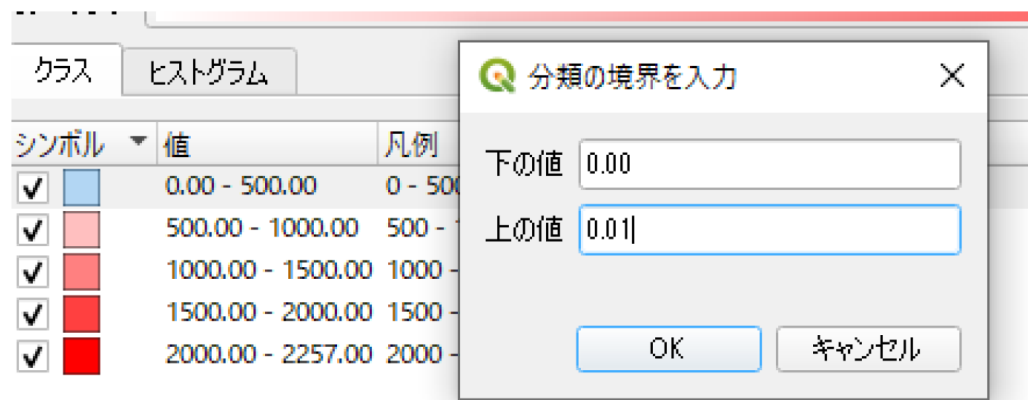 クラス ヒストグラム
シンボル 値 凡例
0.00 - 500.00 0 - 500
500.00 - 1000.00 500 -
1000.00 - 1500.00 1000 -
1500.00 - 2000.00 1500 -
2000.00 - 2257.00 2000 -
分類の境界を入力
下の値 0.00
上の値 0.01
OK キャンセル